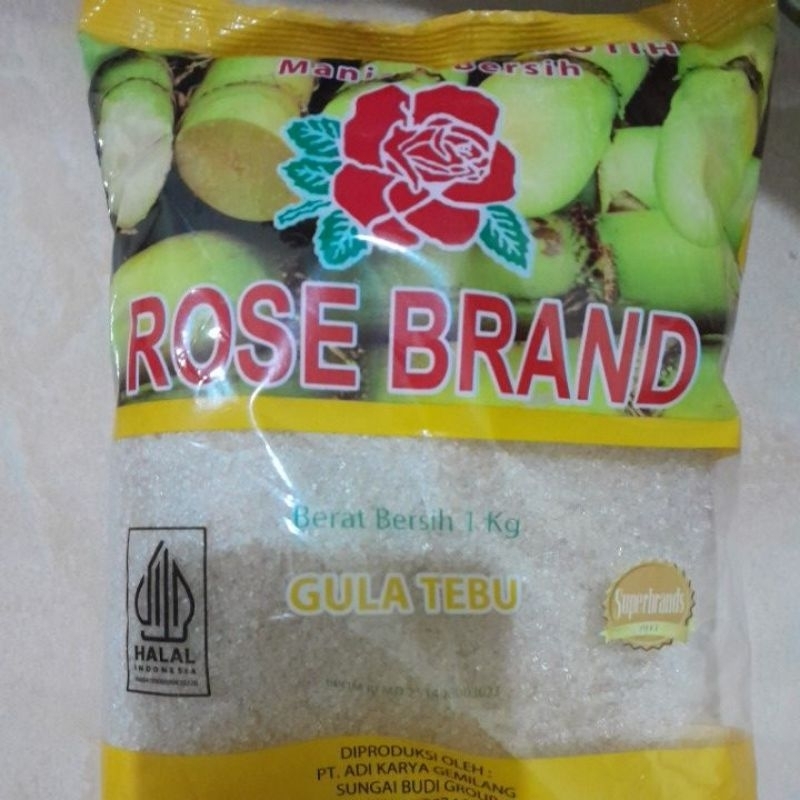 Bersih
ROSE BRAND
Berat Bersih 1 Kg
GULA TEBU
Superbrands
HALAL
INDONESIA
DIPRODUKSI OLEH :
PT. ADI KARYA GEMILANG
SUNGAI BUDI GROUP